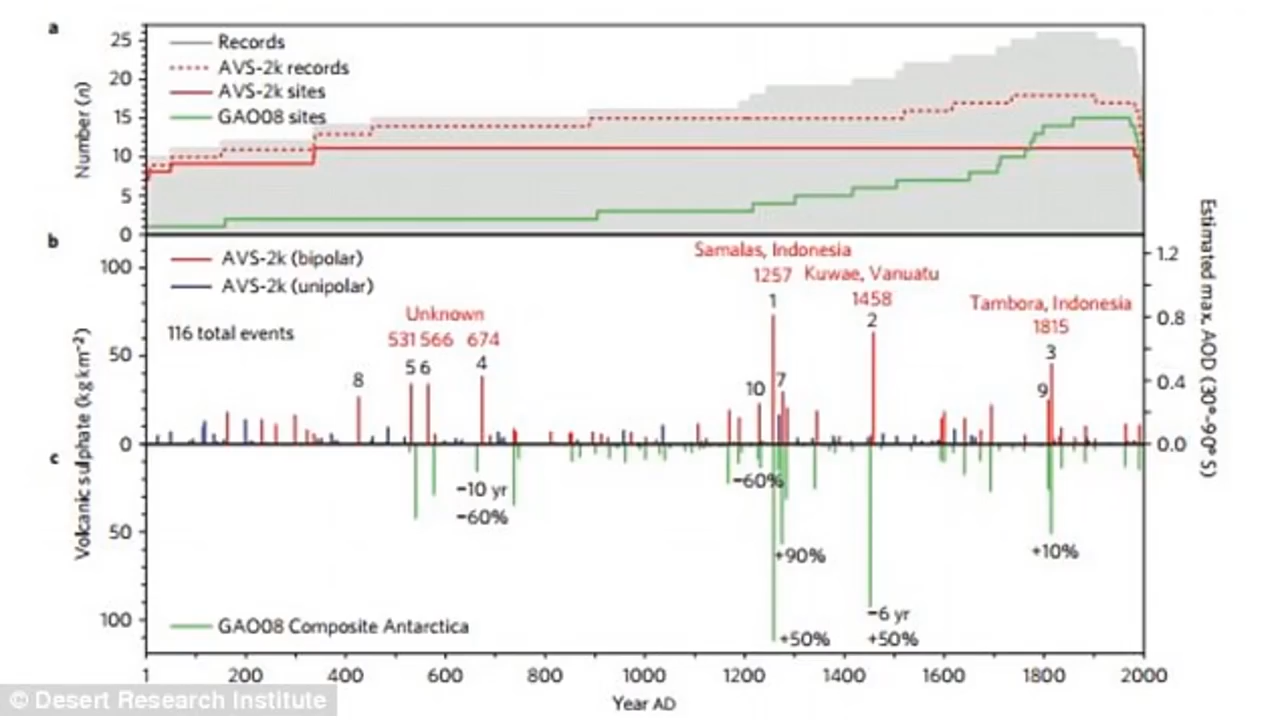 a
25
20
15
10
5
0
Number (n)
Records
AVS-2k records
AVS-2k sites
GAO08 sites
b
100
50
0
AVS-2k (bipolar)
AVS-2k (unipolar)
116 total events
Unknown
531 566 674
8
5 6
4
Samalas, Indonesia
1257
1
Kuwae, Vanuatu
1458
2
10
7
Tambora, Indonesia
1815
3
9
1.2
0.8
0.4
0.0
Estimated max, AOD (30°-90° S)
Volcanic sulphate (kg km⁻²)
c
50
100
−10 yr
−60%
−60%
+90%
+50%
−6 yr
+50%
+10%
GAO08 Composite Antarctica
1 200 400 600 800 1000 1200 1400 1600 1800 2000
Year AD
© Desert Research Institute